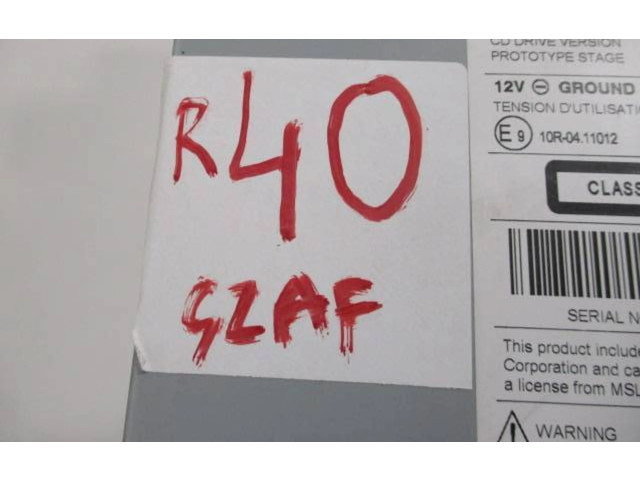 R40
SZAF
CD DRIVE VERSION
PROTOTYPE STAGE
12V ⊖ GROUND
TENSION D'UTILISATI
E9 10R-04.11012
CLASS
SERIAL N
This product include
Corporation and ca
a license from MSL
WARNING